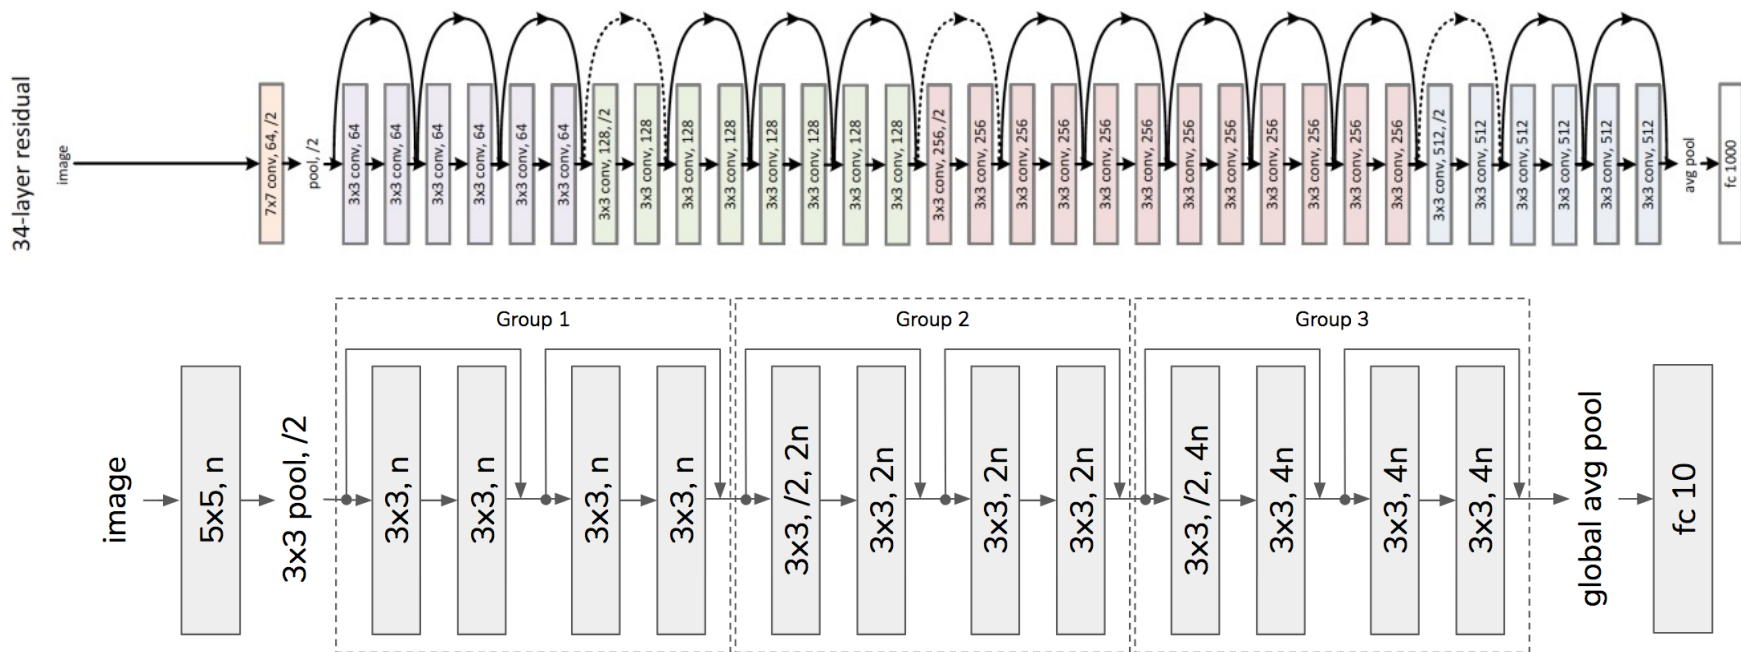 34-layer residual
image
7x7 conv, 64, /2
pool, /2
3x3 conv, 64
3x3 conv, 64
3x3 conv, 64
3x3 conv, 64
3x3 conv, 64
3x3 conv, 64
3x3 conv, 128, /2
3x3 conv, 128
3x3 conv, 128
3x3 conv, 128
3x3 conv, 128
3x3 conv, 128
3x3 conv, 128
3x3 conv, 128
3x3 conv, 256, /2
3x3 conv, 256
3x3 conv, 256
3x3 conv, 256
3x3 conv, 256
3x3 conv, 256
3x3 conv, 256
3x3 conv, 256
3x3 conv, 256
3x3 conv, 256
3x3 conv, 256
3x3 conv, 256
3x3 conv, 512, /2
3x3 conv, 512
3x3 conv, 512
3x3 conv, 512
3x3 conv, 512
3x3 conv, 512
avg pool
fc 1000
Group 1
Group 2
Group 3
image
5x5, n
3x3 pool, /2
3x3, n
3x3, n
3x3, n
3x3, n
3x3, /2, 2n
3x3, 2n
3x3, 2n
3x3, 2n
3x3, /2, 4n
3x3, 4n
3x3, 4n
3x3, 4n
global avg pool
fc 10